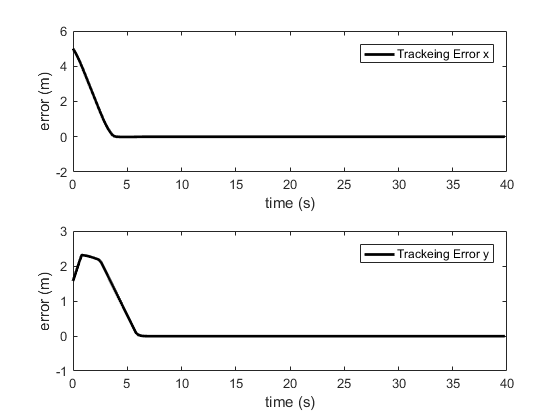 6
4
2
0
-2
error (m)
Trackeing Error x
0 5 10 15 20 25 30 35 40
time (s)
3
2
1
0
-1
error (m)
Trackeing Error y
0 5 10 15 20 25 30 35 40
time (s)